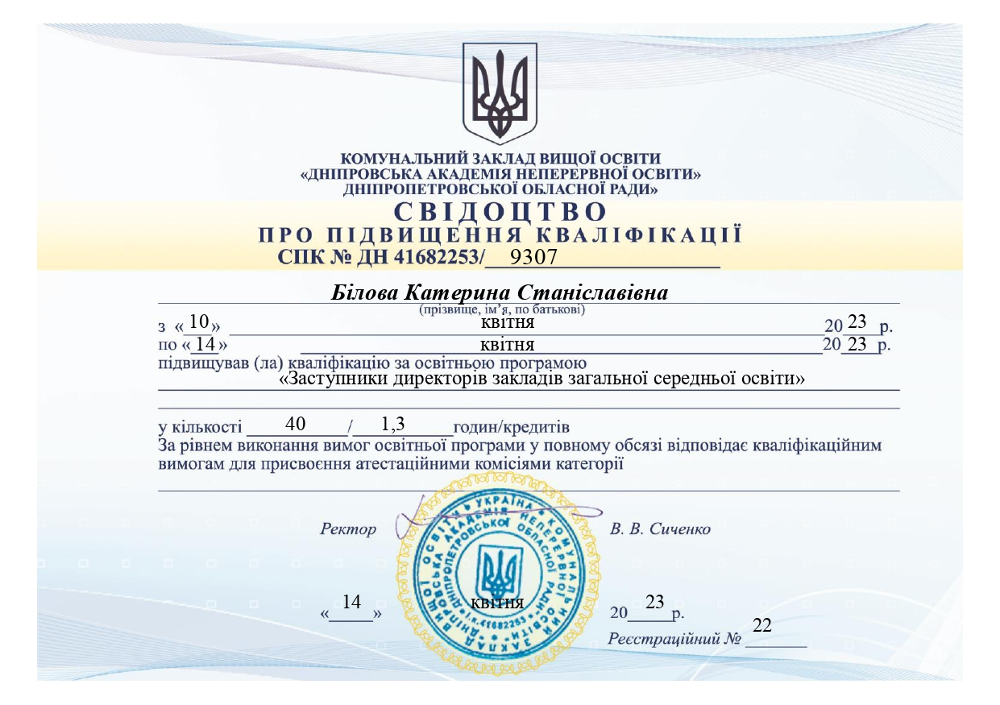 КОМУНАЛЬНИЙ ЗАКЛАД ВИЩОЇ ОСВІТИ
«ДНІПРОВСЬКА АКАДЕМІЯ НЕПЕРЕРВНОЇ ОСВІТИ»
ДНІПРОПЕТРОВСЬКОЇ ОБЛАСНОЇ РАДИ»
СВІДОЦТВО
ПРО ПІДВИЩЕННЯ КВАЛІФІКАЦІЇ
СПК № ДН 41682253/ 9307
Білова Катерина Станіславівна
(прізвище, ім’я, по батькові)
з «10» квітня 20 23 р.
по «14» квітня 20 23 р.
підвищував (ла) кваліфікацію за освітньою програмою
«Заступники директорів закладів загальної середньої освіти»
у кількості 40 / 1,3 годин/кредитів
За рівнем виконання вимог освітньої програми у повному обсязі відповідає кваліфікаційним
вимогам для присвоєння атестаційними комісіями категорії
Ректор В. В. Сиченко
УКРАЇНА * КОМУНАЛЬНИЙ ЗАКЛАД ВИЩОЇ ОСВІТИ
«ДНІПРОВСЬКА АКАДЕМІЯ НЕПЕРЕРВНОЇ ОСВІТИ»
ДНІПРОПЕТРОВСЬКОЇ ОБЛАСНОЇ РАДИ»
і.к.41682253
«14» квітня 20 23 р.
Реєстраційний № 22